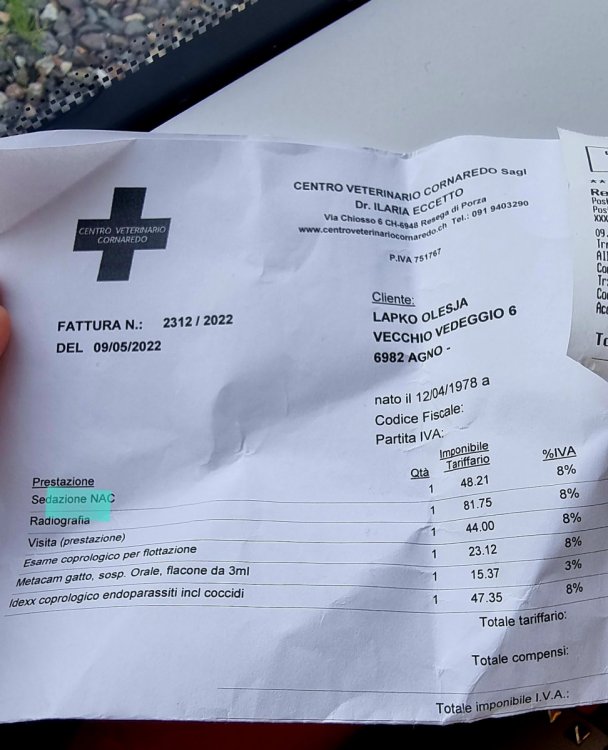 CENTRO VETERINARIO CORNAREDO Sagl
Dr. ILARIA ECCETTO
Via Chiosso 6 CH-6948 Resega di Porza
www.centroveterinariocornaredo.ch Tel.: 091 9403290
P.IVA 751767
CENTRO VETERINARIO
CORNAREDO
FATTURA N.: 2312 / 2022
DEL 09/05/2022
Cliente:
LAPKO OLESJA
VECCHIO VEDEGGIO 6
6982 AGNO -
nato il 12/04/1978 a
Codice Fiscale:
Partita IVA:
Prestazione Qtà Imponibile Tariffario %IVA
Sedazione NAC 1 48.21 8%
Radiografia 1 81.75 8%
Visita (prestazione) 1 44.00 8%
Esame coprologico per flottazione 1 23.12 8%
Metacam gatto, sosp. Orale, flacone da 3ml 1 15.37 3%
Idexx coprologico endoparassiti incl coccidi 1 47.35 8%
Totale tariffario:
Totale compensi:
Totale imponibile I.V.A.: